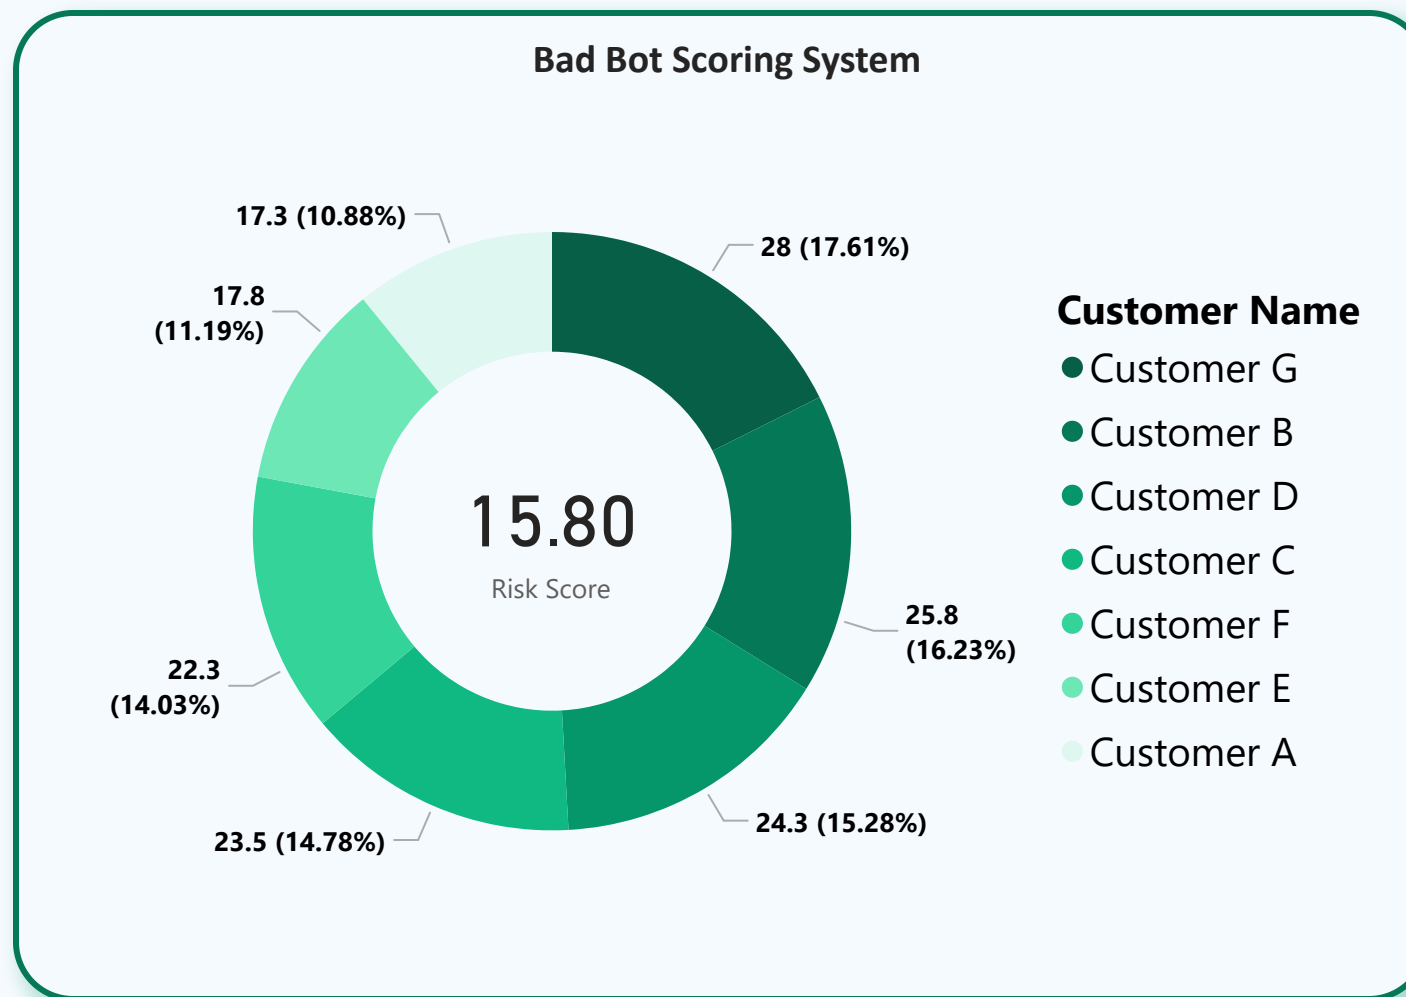 Bad Bot Scoring System
17.3 (10.88%)
28 (17.61%)
17.8
(11.19%)
15.80
Risk Score
25.8
(16.23%)
22.3
(14.03%)
24.3 (15.28%)
23.5 (14.78%)
Customer Name
Customer G
Customer B
Customer D
Customer C
Customer F
Customer E
Customer A